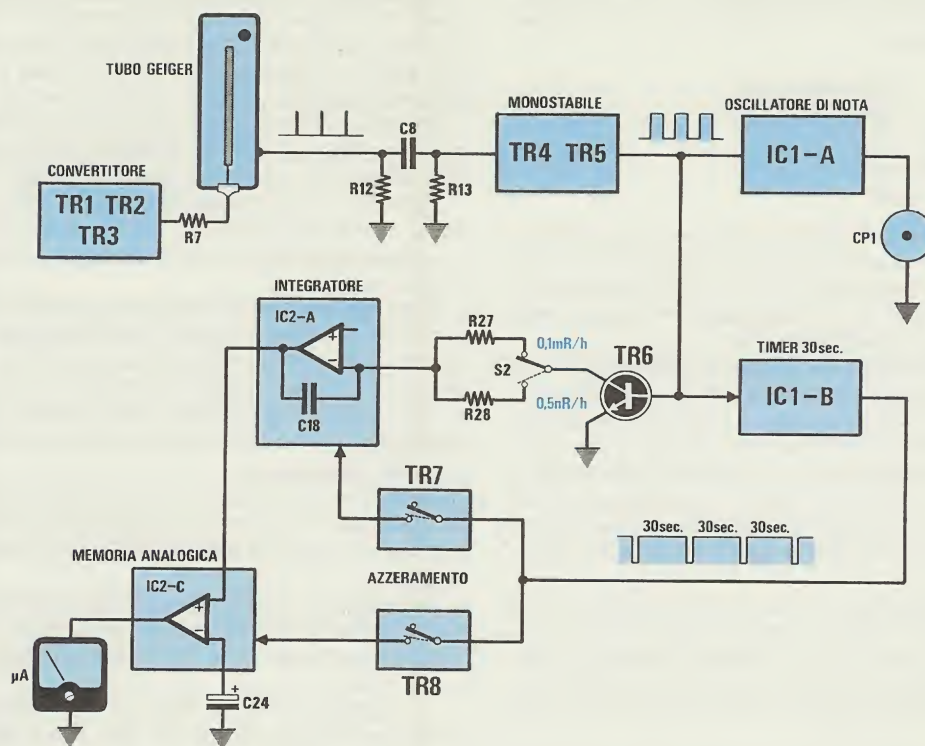 TUBO GEIGER
CONVERTITORE
TR1 TR2
TR3
R7
R12
C8
R13
MONOSTABILE
TR4 TR5
OSCILLATORE DI NOTA
IC1-A
CP1
INTEGRATORE
IC2-A
+
−
C18
R27
0,1mR/h
S2
R28
0,5nR/h
TR6
TIMER 30sec.
IC1-B
TR7
30sec. 30sec. 30sec.
AZZERAMENTO
TR8
MEMORIA ANALOGICA
IC2-C
+
−
µA
+
C24